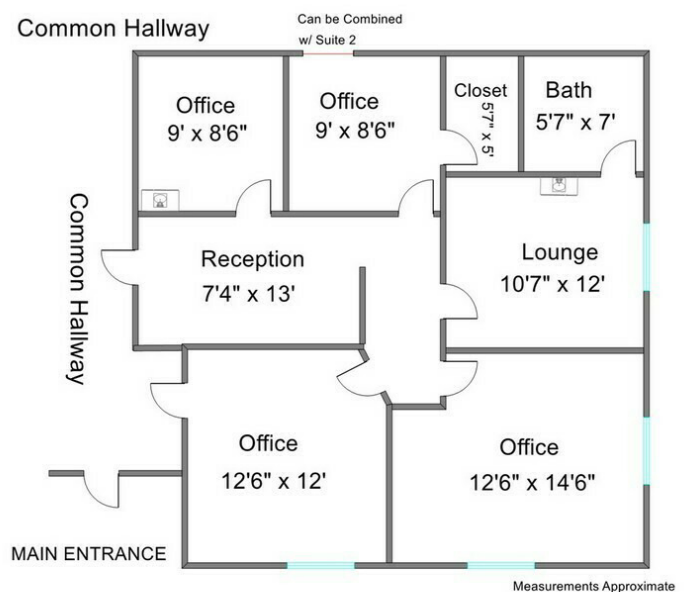 Common Hallway
Can be Combined
w/ Suite 2
Office
9' x 8'6"
Office
9' x 8'6"
Closet
5'7" x 5'
Bath
5'7" x 7'
Common Hallway
Reception
7'4" x 13'
Lounge
10'7" x 12'
Office
12'6" x 12'
Office
12'6" x 14'6"
MAIN ENTRANCE
Measurements Approximate